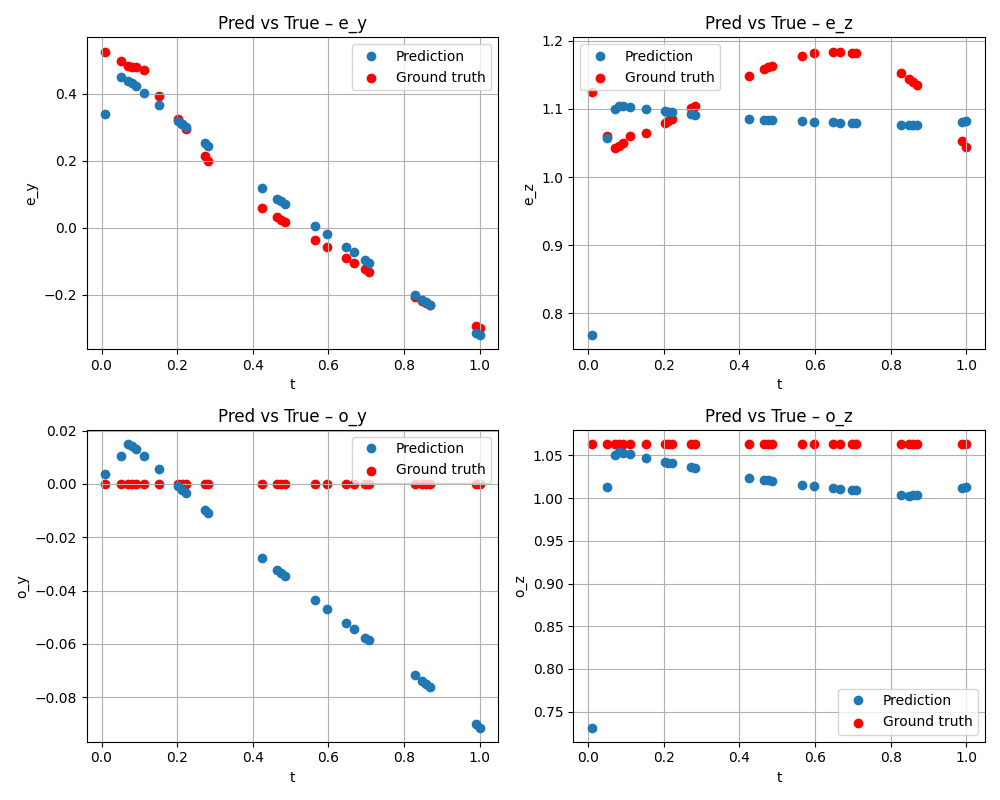 Pred vs True – e_y
Prediction
Ground truth
e_y
0.4
0.2
0.0
−0.2
0.0
0.2
0.4
0.6
0.8
1.0
t
Pred vs True – e_z
Prediction
Ground truth
e_z
1.2
1.1
1.0
0.9
0.8
0.0
0.2
0.4
0.6
0.8
1.0
t
Pred vs True – o_y
Prediction
Ground truth
o_y
0.02
0.00
−0.02
−0.04
−0.06
−0.08
0.0
0.2
0.4
0.6
0.8
1.0
t
Pred vs True – o_z
Prediction
Ground truth
o_z
1.05
1.00
0.95
0.90
0.85
0.80
0.75
0.0
0.2
0.4
0.6
0.8
1.0
t